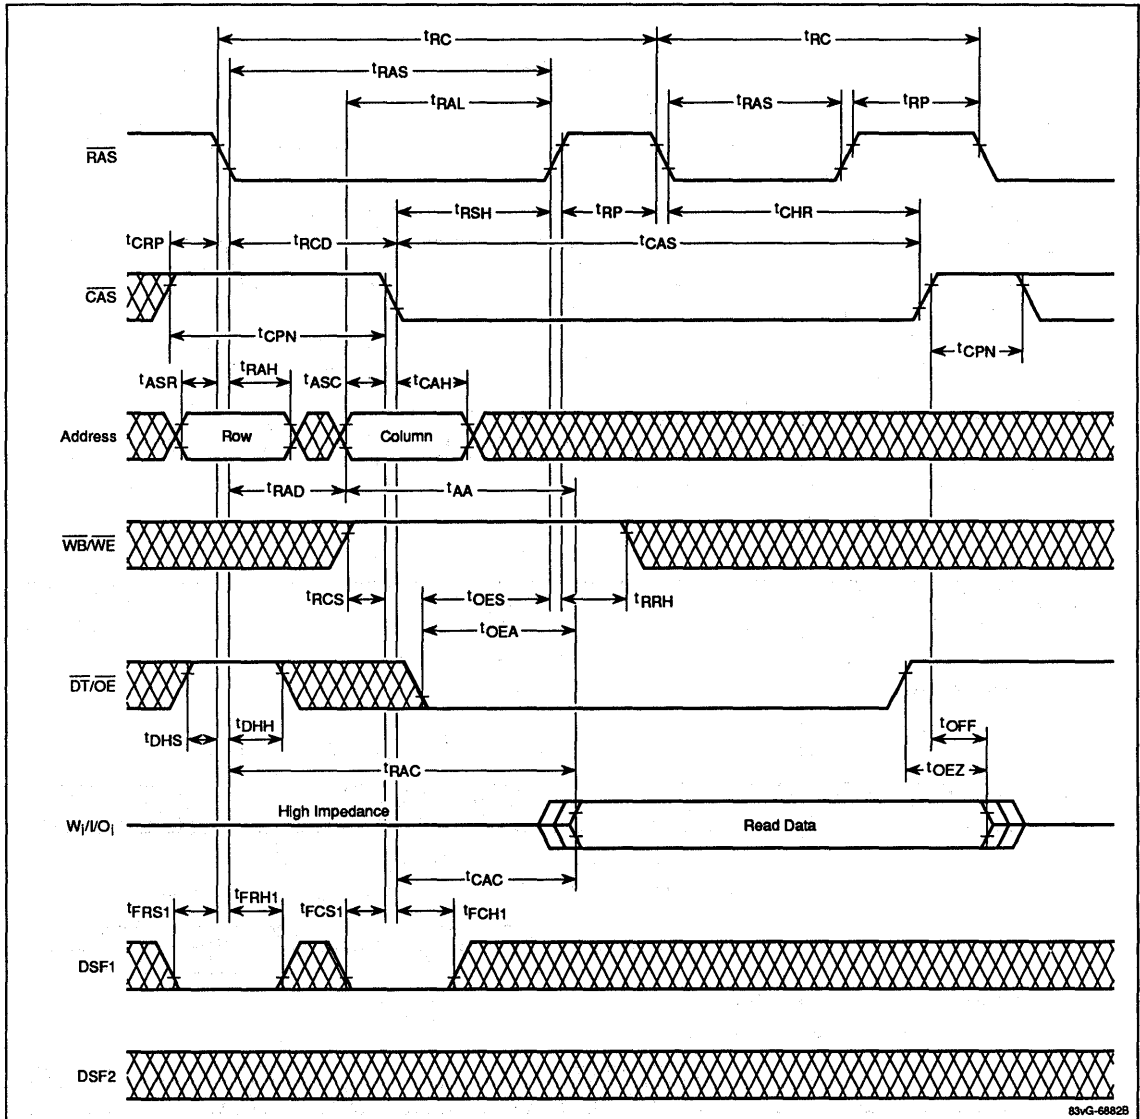 tRC tRC
tRAS
tRAL tRAS tRP
RAS
tRSH tRP tCHR
tCRP tRCD tCAS
CAS
tCPN tCPN
tASR tRAH tASC tCAH
Address Row Column
tRAD tAA
WB/WE
tRCS tOES tRRH
tOEA
DT/OE
tDHS tDHH tOFF
tRAC tOEZ
High Impedance
Wi/I/Oi Read Data
tCAC
tFRS1 tFRH1 tFCS1 tFCH1
DSF1
DSF2
83vG-6882B